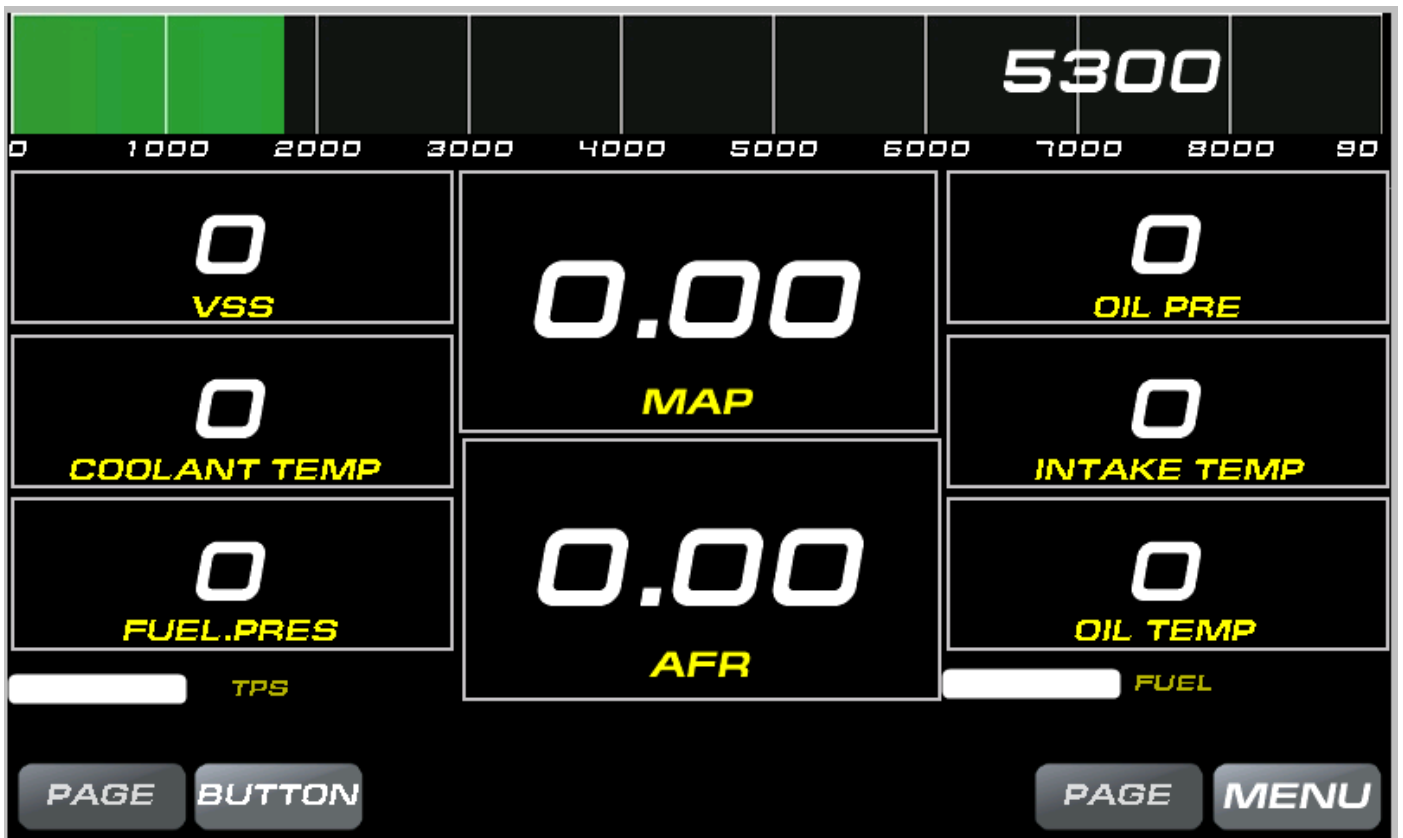 5300
0 1000 2000 3000 4000 5000 6000 7000 8000 90
0
VSS
0
COOLANT TEMP
0
FUEL.PRES
TPS
0.00
MAP
0.00
AFR
0
OIL PRE
0
INTAKE TEMP
0
OIL TEMP
FUEL
PAGE
BUTTON
PAGE
MENU